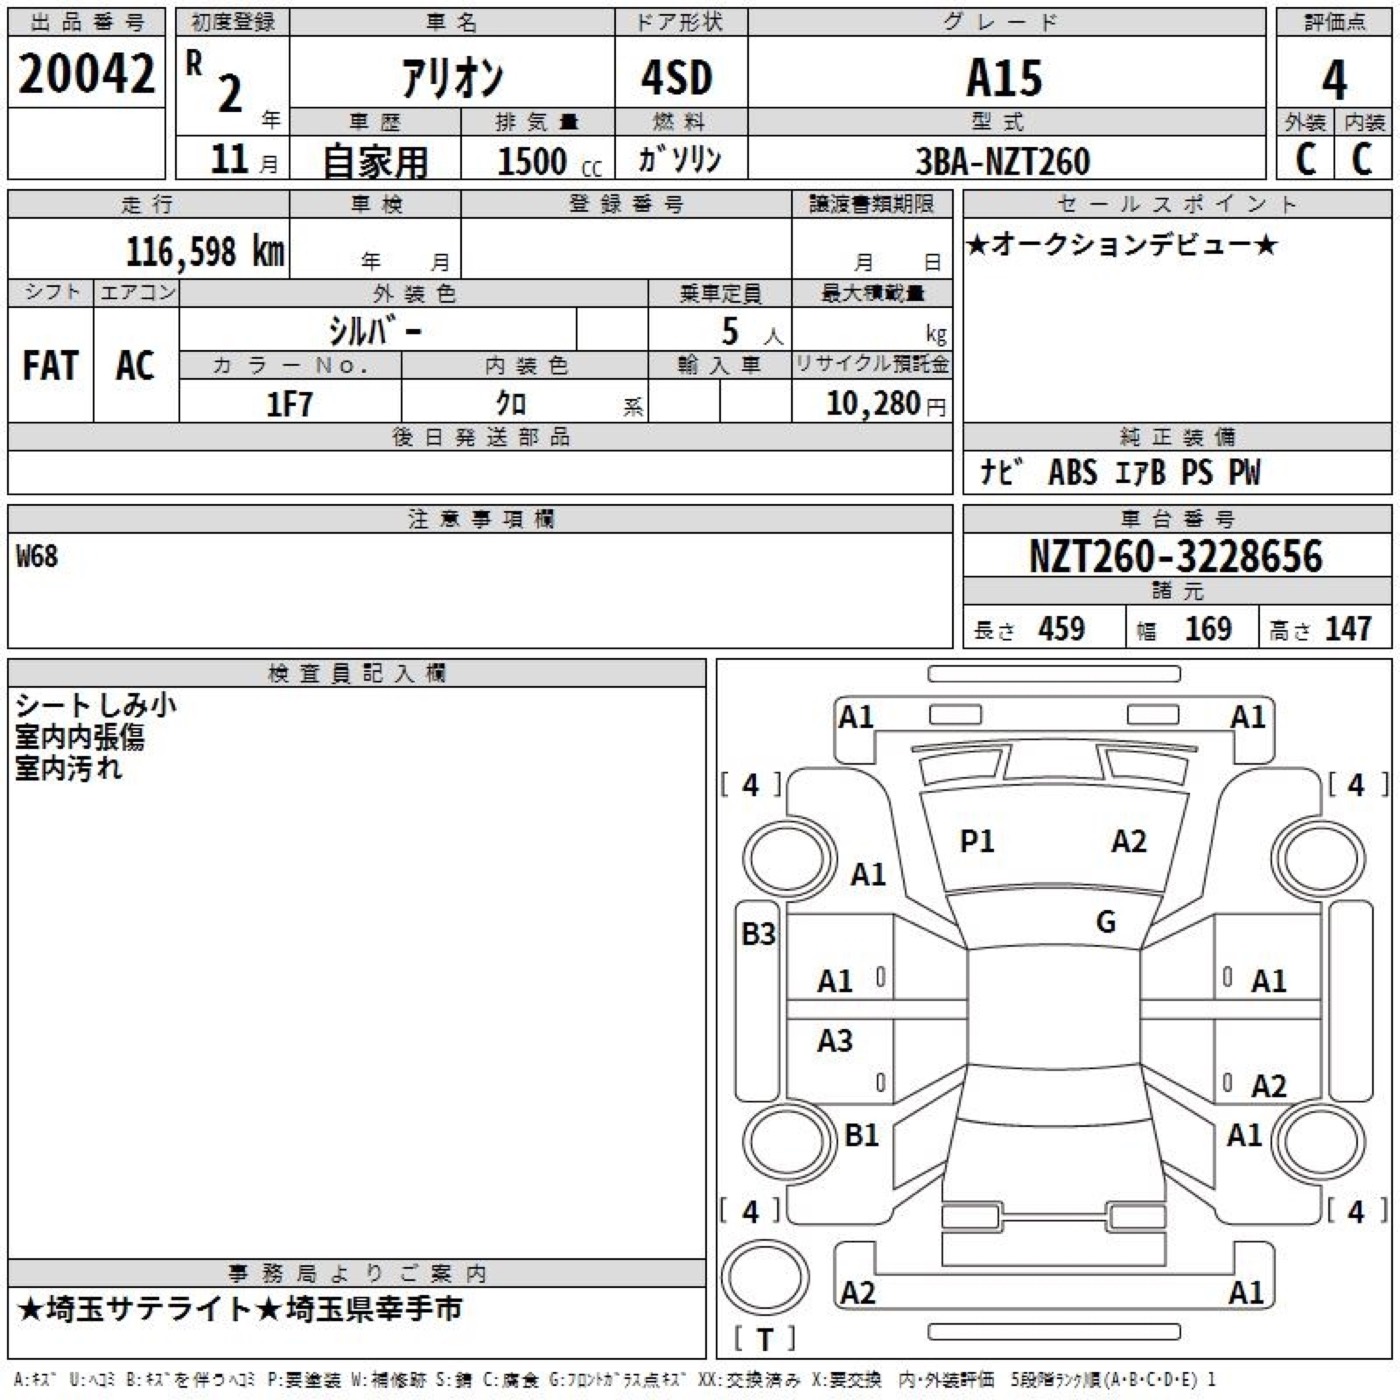 出品番号 初度登録 車名 ドア形状 グレード 評価点
20042 R 2 年 ｱﾘｵﾝ 4SD A15 4
車歴 排気量 燃料 型式 外装 内装
11 月 自家用 1500 CC ｶﾞｿﾘﾝ 3BA-NZT260 C C
走行 車検 登録番号 譲渡書類期限 セールスポイント
116,598 km 年 月 月 日 ★オークションデビュー★
シフト エアコン 外装色 乗車定員 最大積載量
FAT AC ｼﾙﾊﾞｰ 5 人 kg
カラーNo. 内装色 輸入車 リサイクル預託金
1F7 ｸﾛ 系 10,280 円
後日発送部品 純正装備
ﾅﾋﾞ ABS ｴｱB PS PW
注意事項欄 車台番号
W68 NZT260-3228656
諸元
長さ 459 幅 169 高さ 147
検査員記入欄
シートしみ小
室内内張傷
室内汚れ
A1 A1
[ 4 ] [ 4 ]
P1 A2
A1
G
B3
A1 A1
A3
A2
B1 A1
[ 4 ] [ 4 ]
A2 A1
[ T ]
事務局よりご案内
★埼玉サテライト★埼玉県幸手市
A:ｷｽﾞ U:ﾍｺﾐ B:ｷｽﾞを伴うﾍｺﾐ P:要塗装 W:補修跡 S:錆 C:腐食 G:ﾌﾛﾝﾄｶﾞﾗｽ点ｷｽﾞ XX:交換済み X:要交換 内･外装評価 5段階ﾗﾝｸ順(A･B･C･D･E) 1